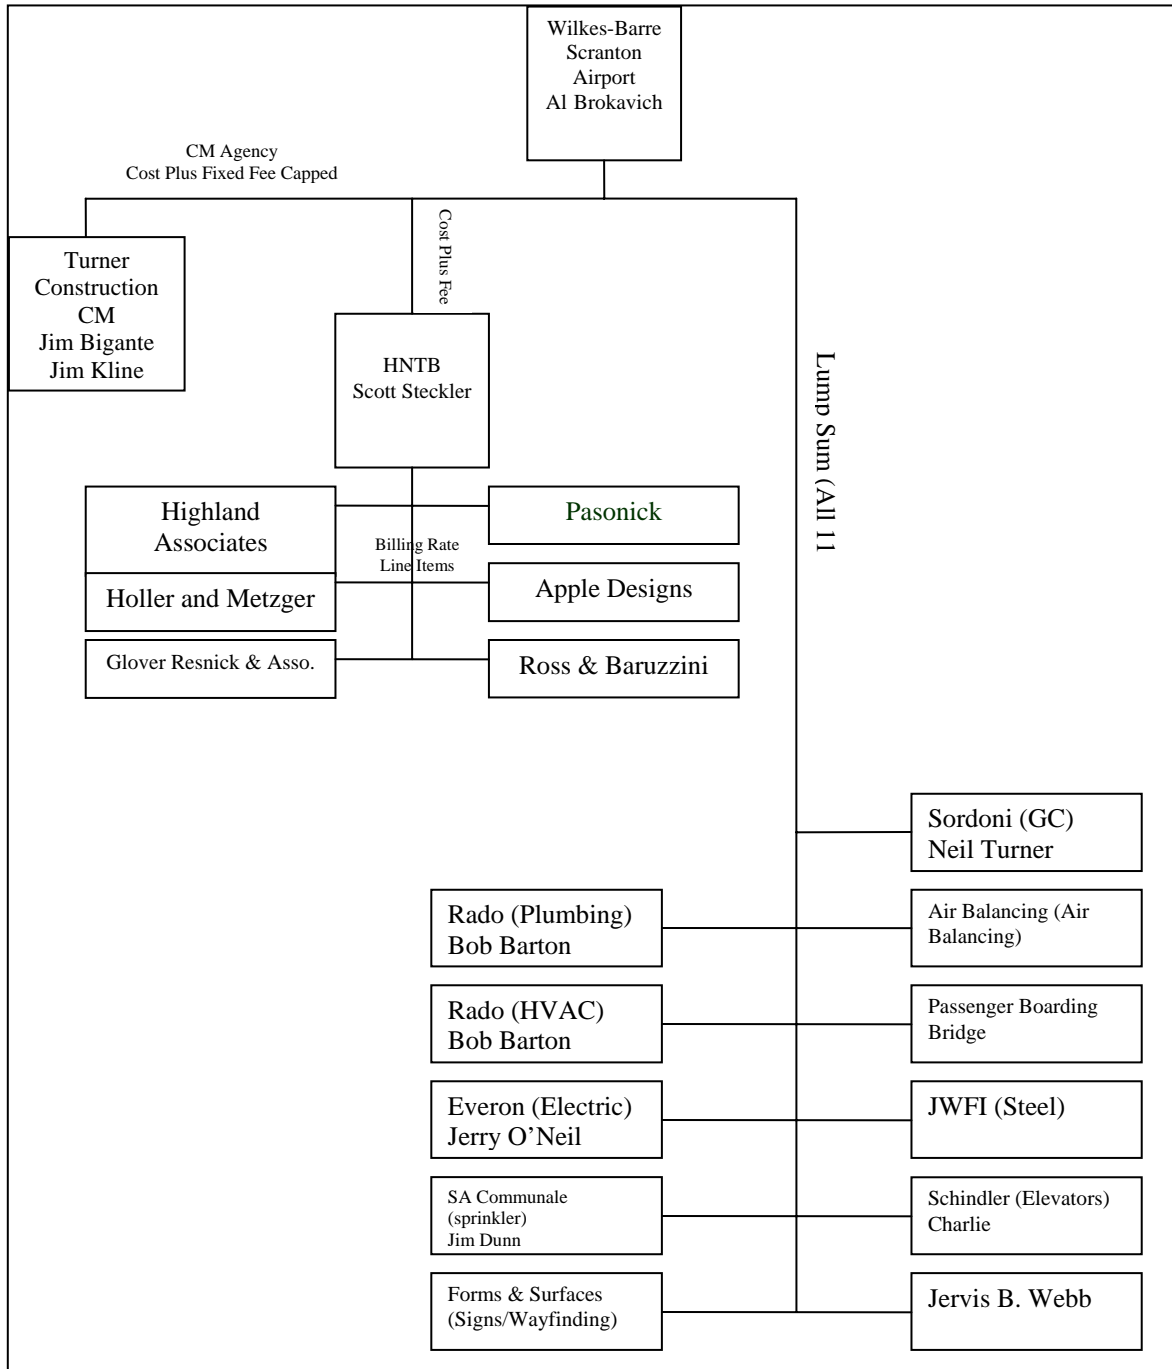 Wilkes-Barre
Scranton
Airport
Al Brokavich
CM Agency
Cost Plus Fixed Fee Capped
Turner
Construction
CM
Jim Bigante
Jim Kline
Cost Plus Fee
HNTB
Scott Steckler
Lump Sum (All 11
Highland
Associates
Pasonick
Billing Rate
Line Items
Holler and Metzger
Apple Designs
Glover Resnick & Asso.
Ross & Baruzzini
Sordoni (GC)
Neil Turner
Rado (Plumbing)
Bob Barton
Air Balancing (Air
Balancing)
Rado (HVAC)
Bob Barton
Passenger Boarding
Bridge
Everon (Electric)
Jerry O’Neil
JWFI (Steel)
SA Communale
(sprinkler)
Jim Dunn
Schindler (Elevators)
Charlie
Forms & Surfaces
(Signs/Wayfinding)
Jervis B. Webb